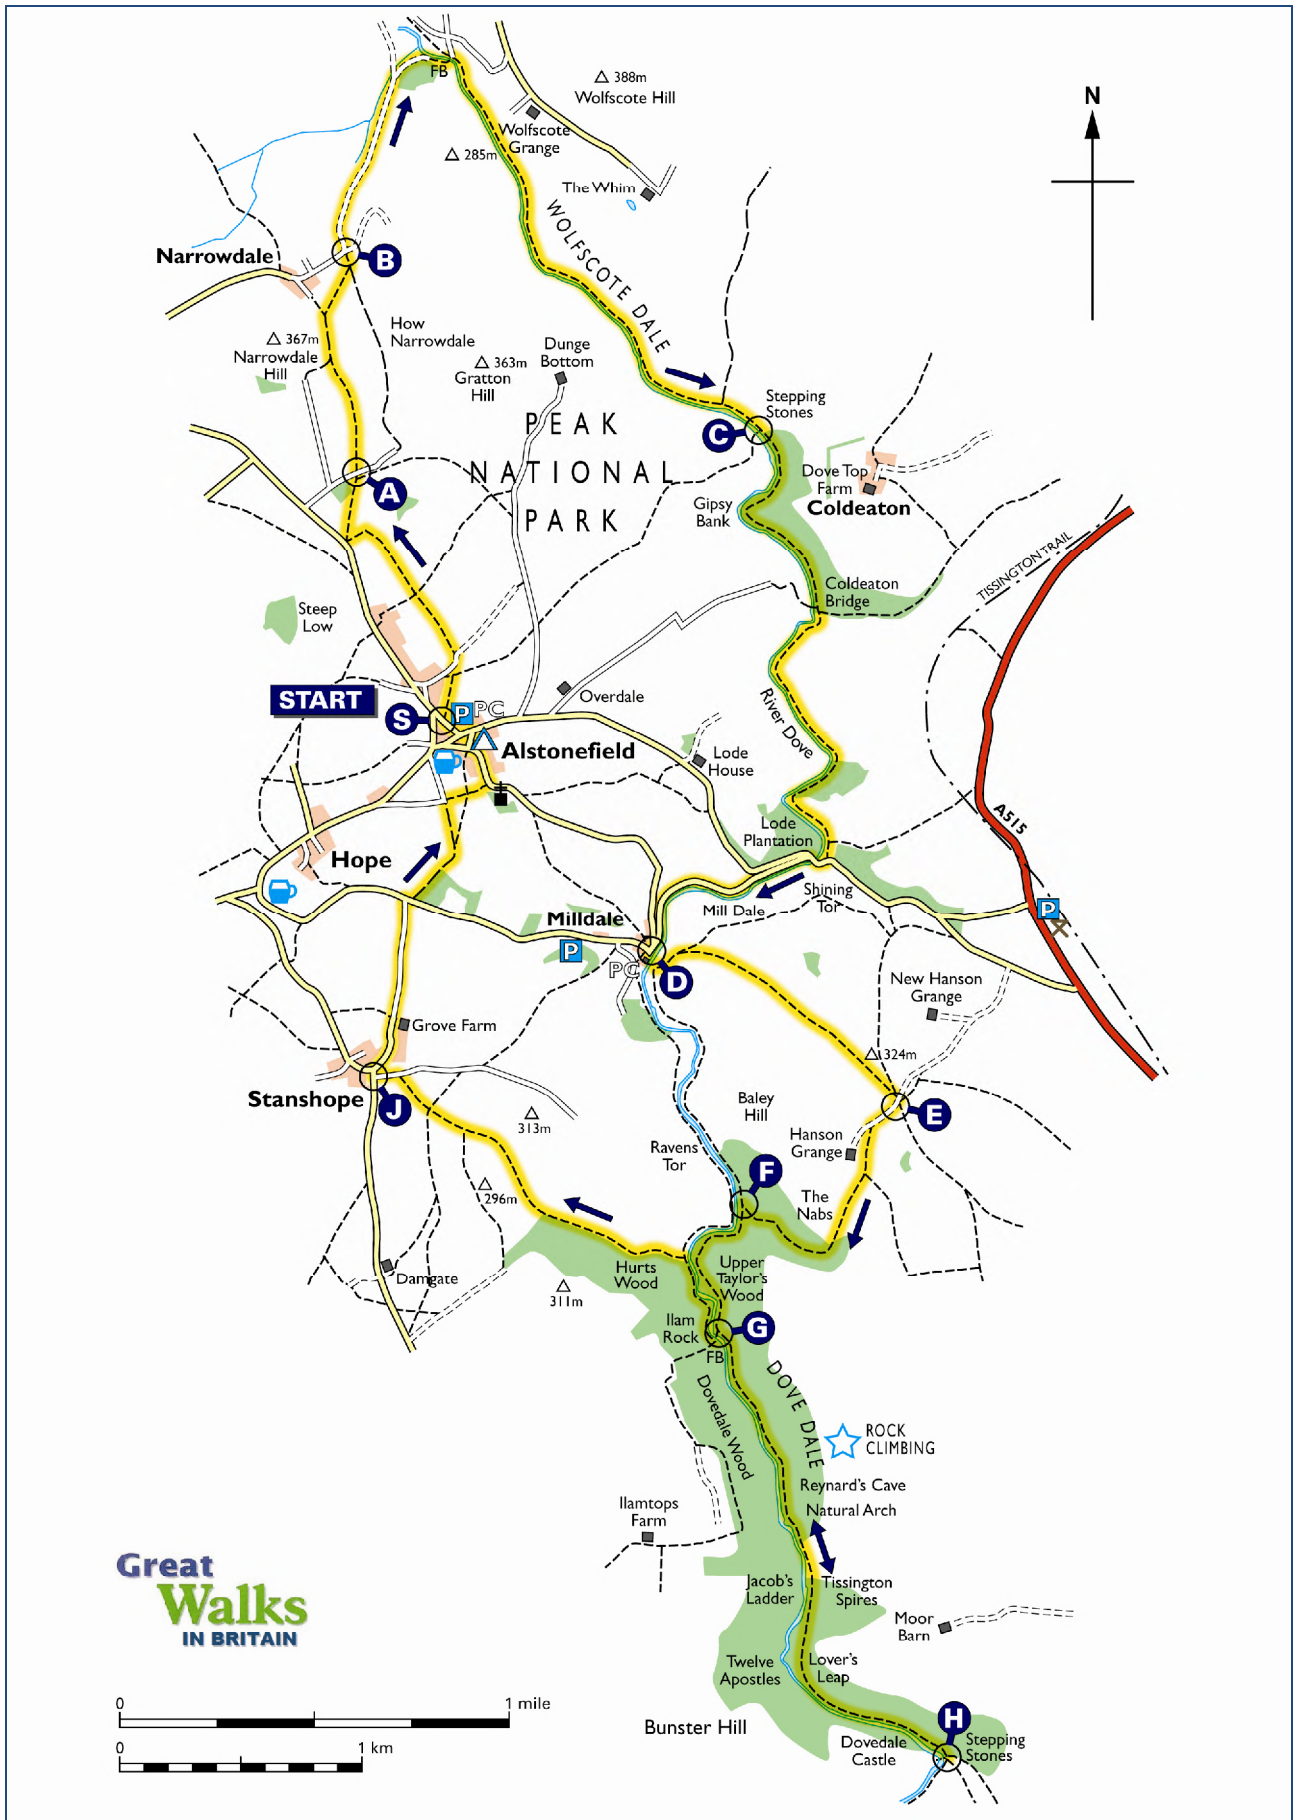 FB
388m
Wolfscote Hill
N
Wolfscote
Grange
285m
The Whim
WOLFSCOTE DALE
Narrowdale
B
How
Narrowdale
367m
Narrowdale
Hill
363m
Gratton
Hill
Dunge
Bottom
PEAK
NATIONAL
PARK
Stepping
Stones
C
Dove Top
Farm
Coldeaton
A
Gipsy
Bank
TISSINGTON TRAIL
Coldeaton
Bridge
Steep
Low
START
S
P
PC
Overdale
River Dove
Alstonefield
Lode
House
Lode
Plantation
A515
Hope
Shining
Tor
Mill Dale
Milldale
P
P
PC
D
New Hanson
Grange
Grove Farm
324m
Stanshope
J
313m
Baley
Hill
E
Hanson
Grange
Ravens
Tor
F
296m
The
Nabs
Damgate
Hurts
Wood
Upper
Taylor's
Wood
311m
Ilam
Rock
G
FB
Dovedale Wood
DOVE DALE
ROCK
CLIMBING
Reynard's Cave
Natural Arch
Ilamtops
Farm
Jacob's
Ladder
Tissington
Spires
Moor
Barn
Great
Walks
IN BRITAIN
Twelve
Apostles
Lover's
Leap
0
1 mile
Bunster Hill
H
Dovedale
Castle
Stepping
Stones
0
1 km